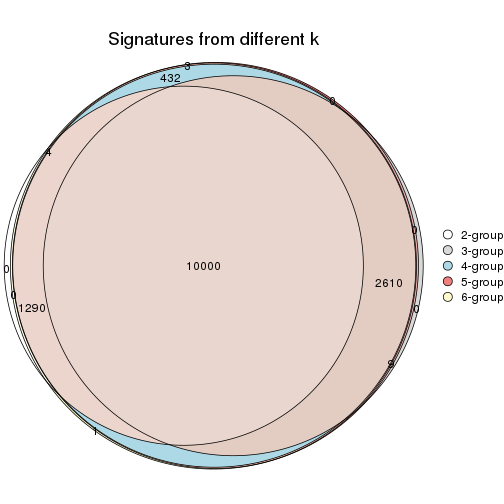 Signatures from different k
3
432
0
4
0
10000
0
2610
0
1290
0
9
1
2-group
3-group
4-group
5-group
6-group